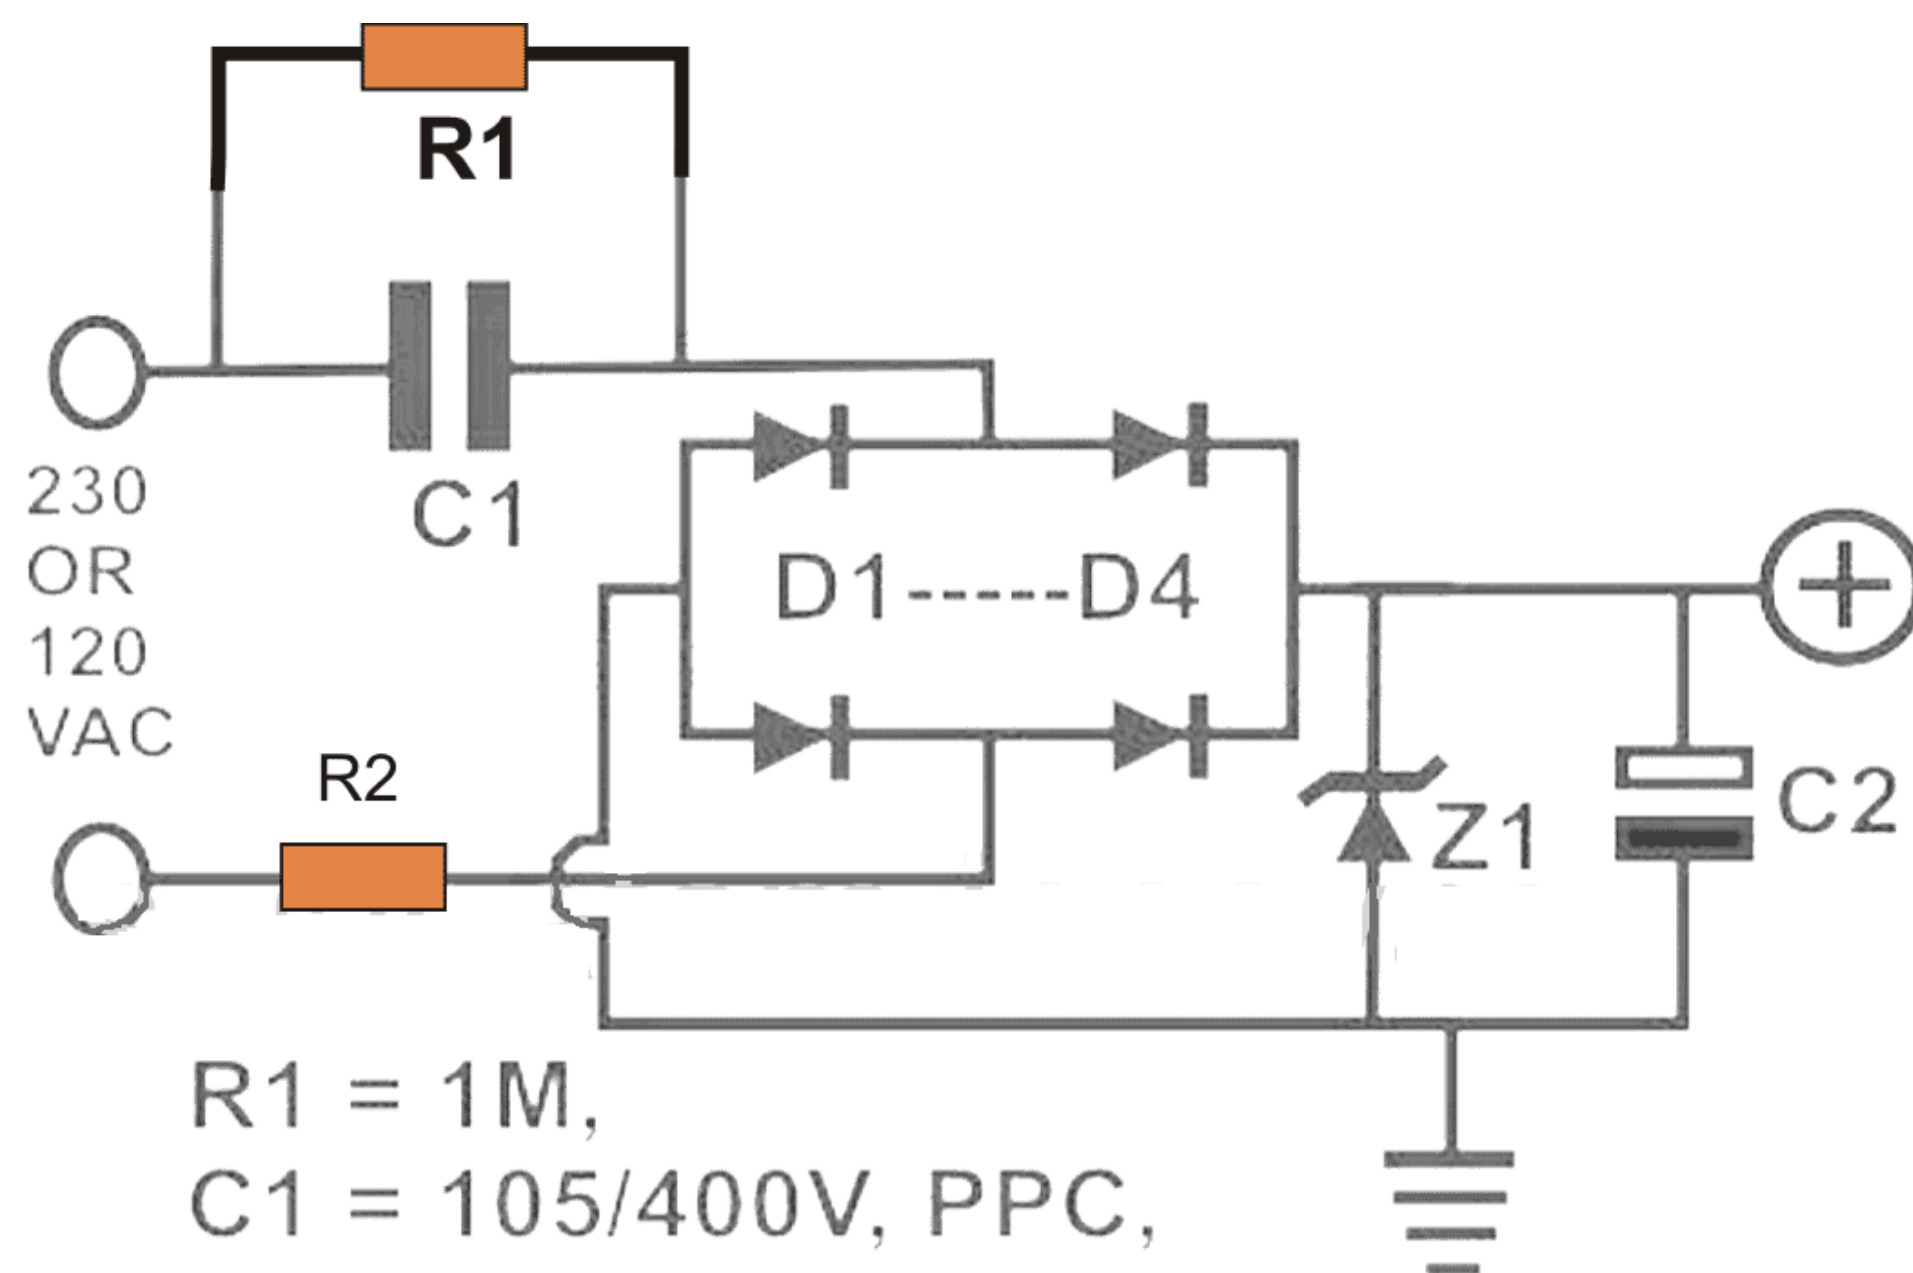 R1
C1
230
OR
120
VAC
D1-----D4
R2
Z1
C2
R1 = 1M,
C1 = 105/400V, PPC,